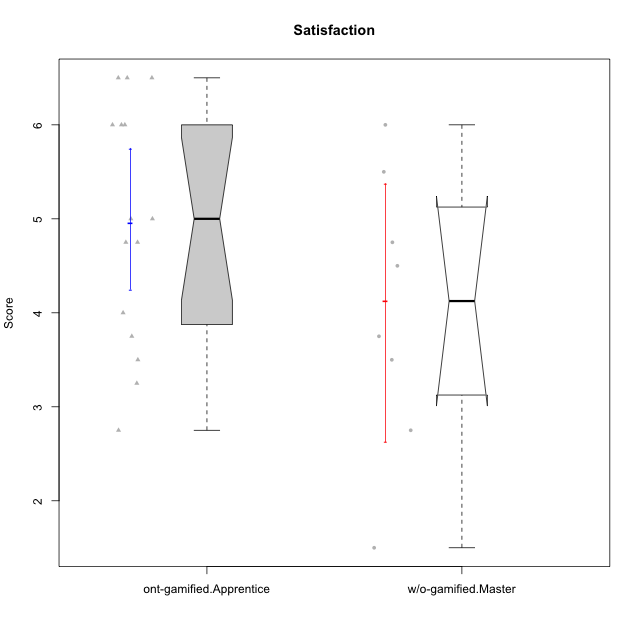 Satisfaction
Score
6
5
4
3
2
ont-gamified.Apprentice
w/o-gamified.Master